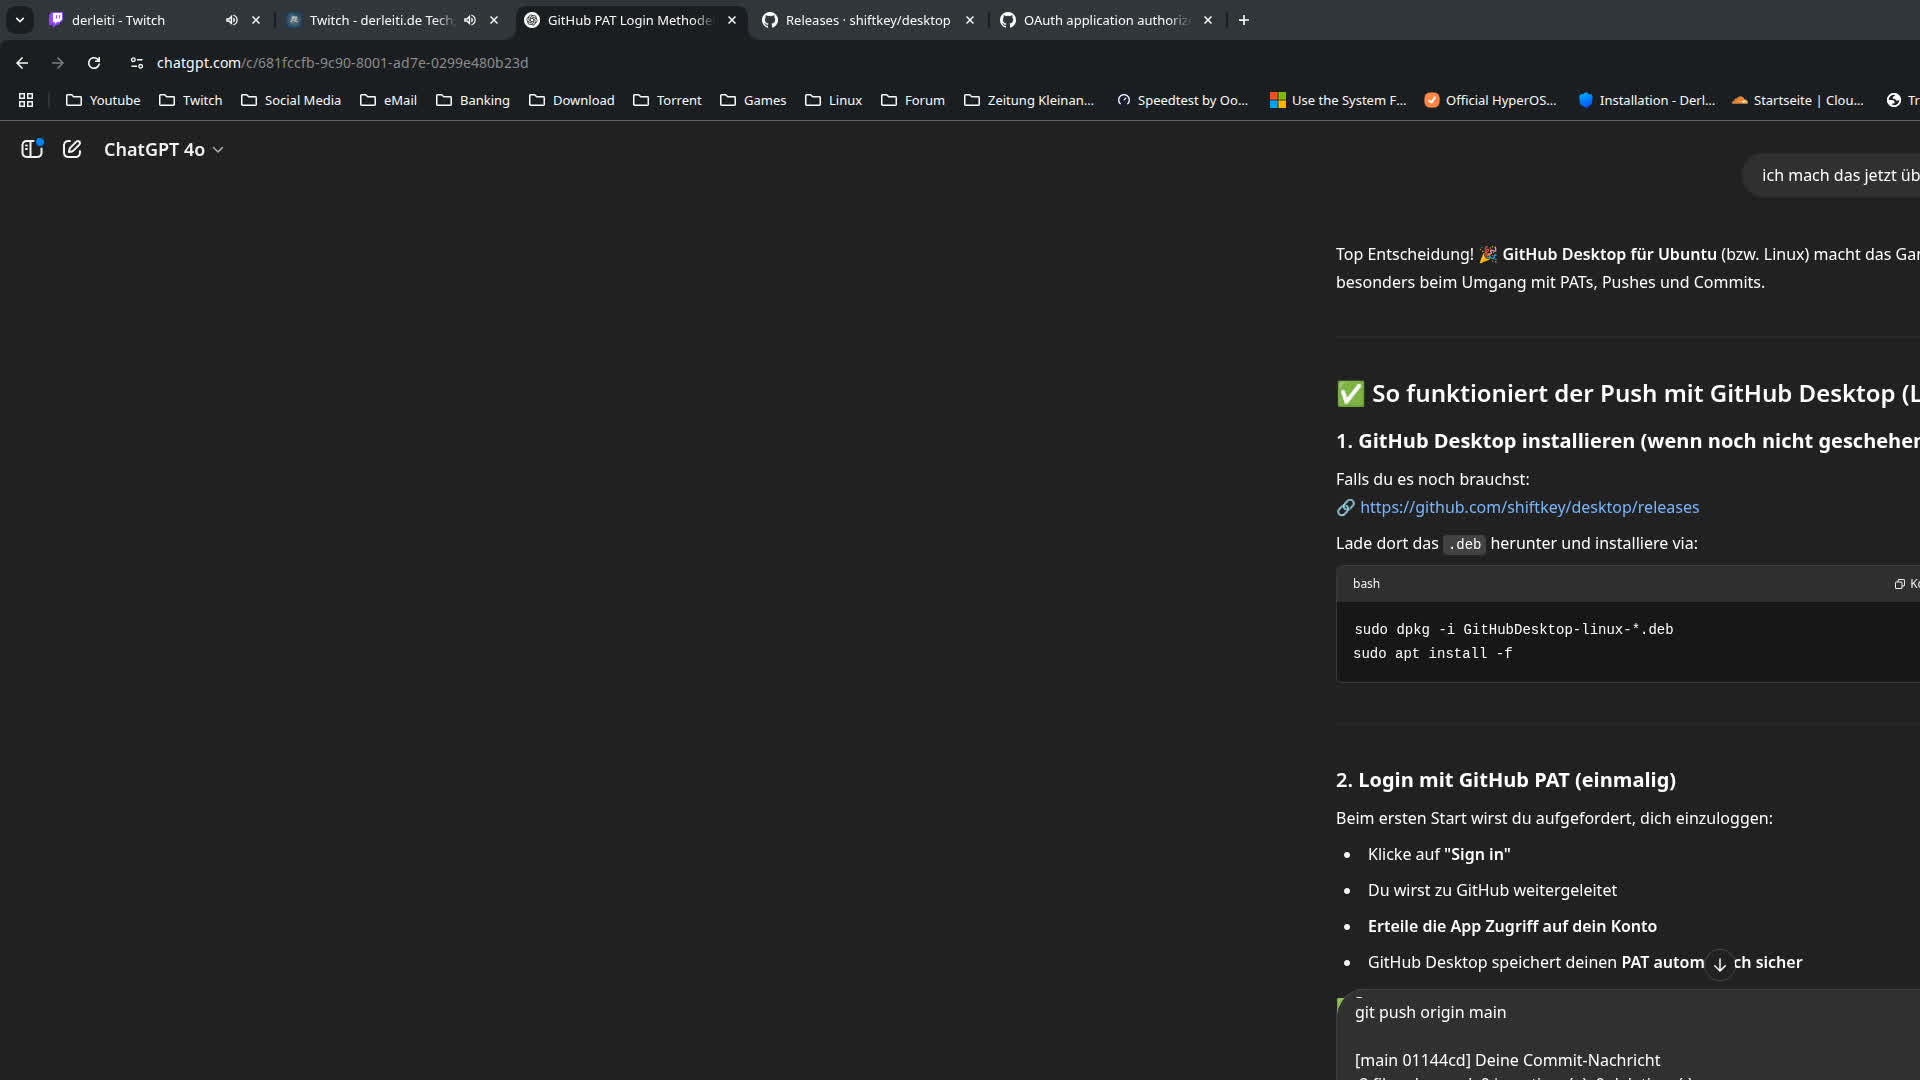 derleiti - Twitch
Twitch - derleiti.de Tech
GitHub PAT Login Methode
Releases · shiftkey/desktop
OAuth application authoriz
chatgpt.com/c/681fccfb-9c90-8001-ad7e-0299e480b23d
Youtube
Twitch
Social Media
eMail
Banking
Download
Torrent
Games
Linux
Forum
Zeitung Kleinan...
Speedtest by Oo...
Use the System F...
Official HyperOS...
Installation - Derl...
Startseite | Clou...
Tr
ChatGPT 4o
ich mach das jetzt üb
Top Entscheidung! 🎉 GitHub Desktop für Ubuntu (bzw. Linux) macht das Gan
besonders beim Umgang mit PATs, Pushes und Commits.
✅ So funktioniert der Push mit GitHub Desktop (L
1. GitHub Desktop installieren (wenn noch nicht geschehen
Falls du es noch brauchst:
🔗 https://github.com/shiftkey/desktop/releases
Lade dort das .deb herunter und installiere via:
bash
Ko
sudo dpkg -i GitHubDesktop-linux-*.deb
sudo apt install -f
2. Login mit GitHub PAT (einmalig)
Beim ersten Start wirst du aufgefordert, dich einzuloggen:
• Klicke auf "Sign in"
• Du wirst zu GitHub weitergeleitet
• Erteile die App Zugriff auf dein Konto
• GitHub Desktop speichert deinen PAT autom ch sicher
git push origin main
[main 01144cd] Deine Commit-Nachricht